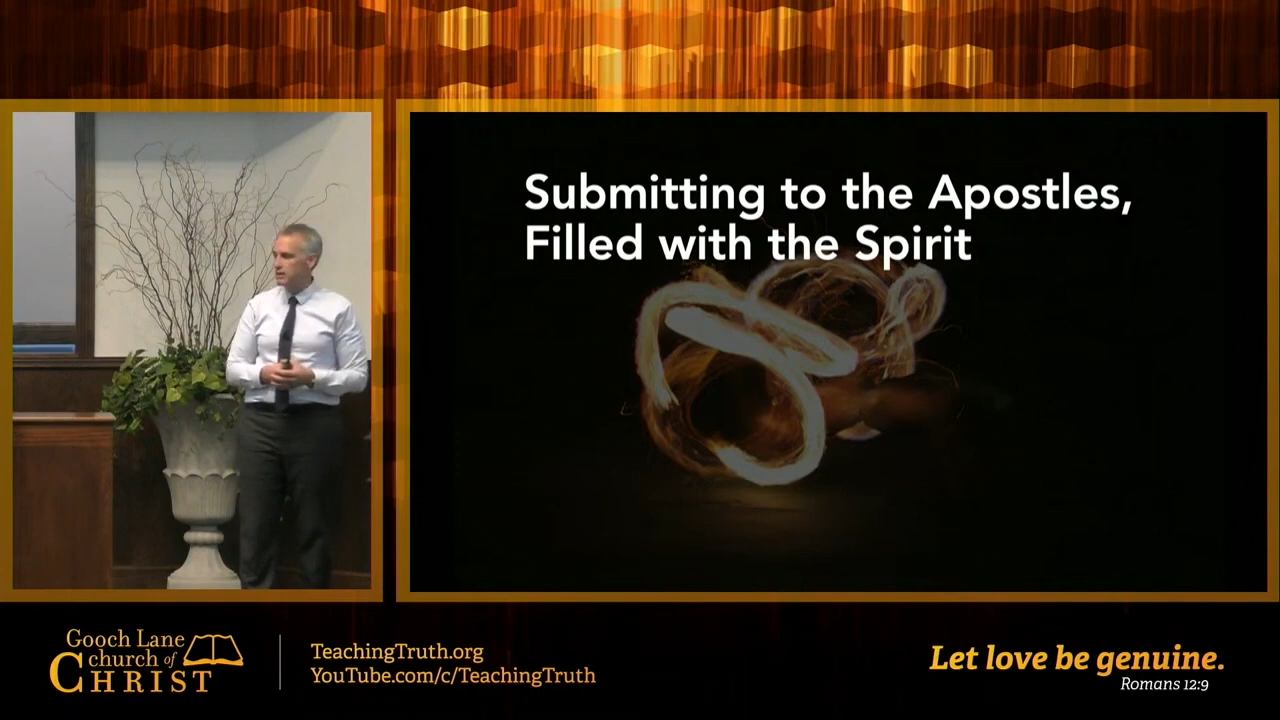 Submitting to the Apostles,
Filled with the Spirit
Gooch Lane
church of
CHRIST
TeachingTruth.org
YouTube.com/c/TeachingTruth
Let love be genuine.
Romans 12:9